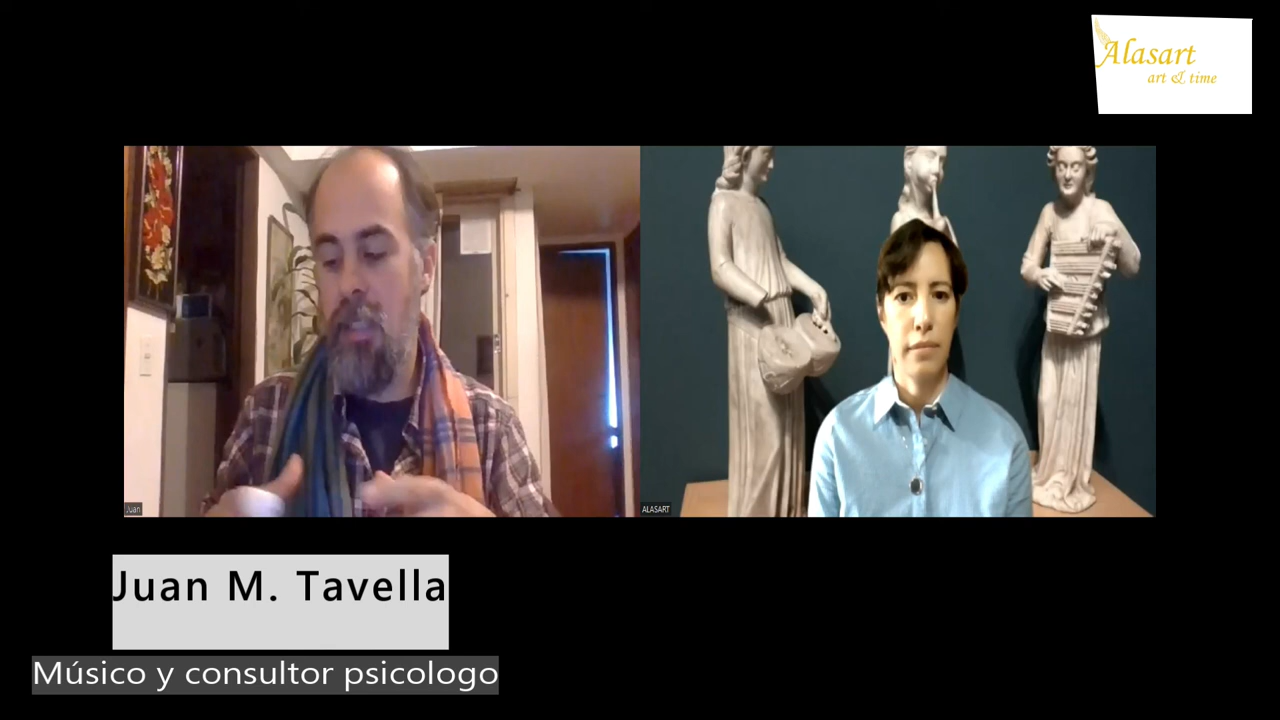 Alasart
art & time
Juan
ALASART
Juan M. Tavella
Músico y consultor psicologo